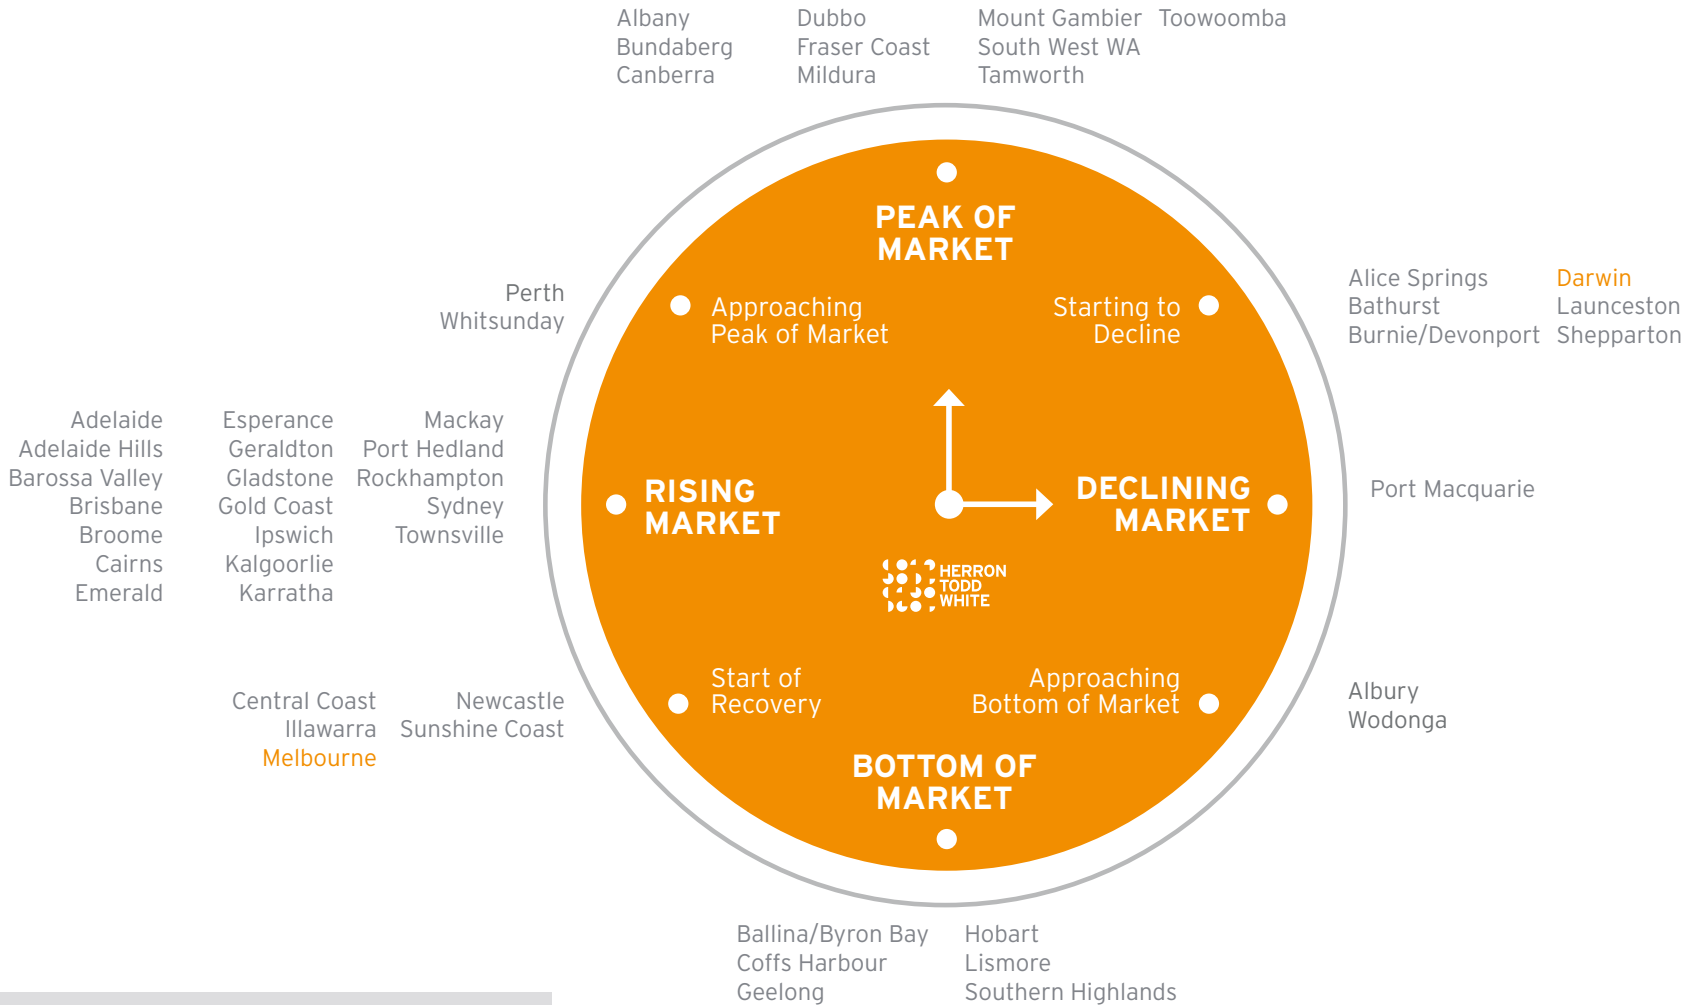 Albany
Bundaberg
Canberra
Dubbo
Fraser Coast
Mildura
Mount Gambier
South West WA
Tamworth
Toowoomba
PEAK OF
MARKET
Perth
Whitsunday
Approaching
Peak of Market
Starting to
Decline
Alice Springs
Bathurst
Burnie/Devonport
Darwin
Launceston
Shepparton
Adelaide
Adelaide Hills
Barossa Valley
Brisbane
Broome
Cairns
Emerald
Esperance
Geraldton
Gladstone
Gold Coast
Ipswich
Kalgoorlie
Karratha
Mackay
Port Hedland
Rockhampton
Sydney
Townsville
RISING
MARKET
DECLINING
MARKET
Port Macquarie
HERRON
TODD
WHITE
Central Coast
Illawarra
Melbourne
Newcastle
Sunshine Coast
Start of
Recovery
Approaching
Bottom of Market
Albury
Wodonga
BOTTOM OF
MARKET
Ballina/Byron Bay
Coffs Harbour
Geelong
Hobart
Lismore
Southern Highlands